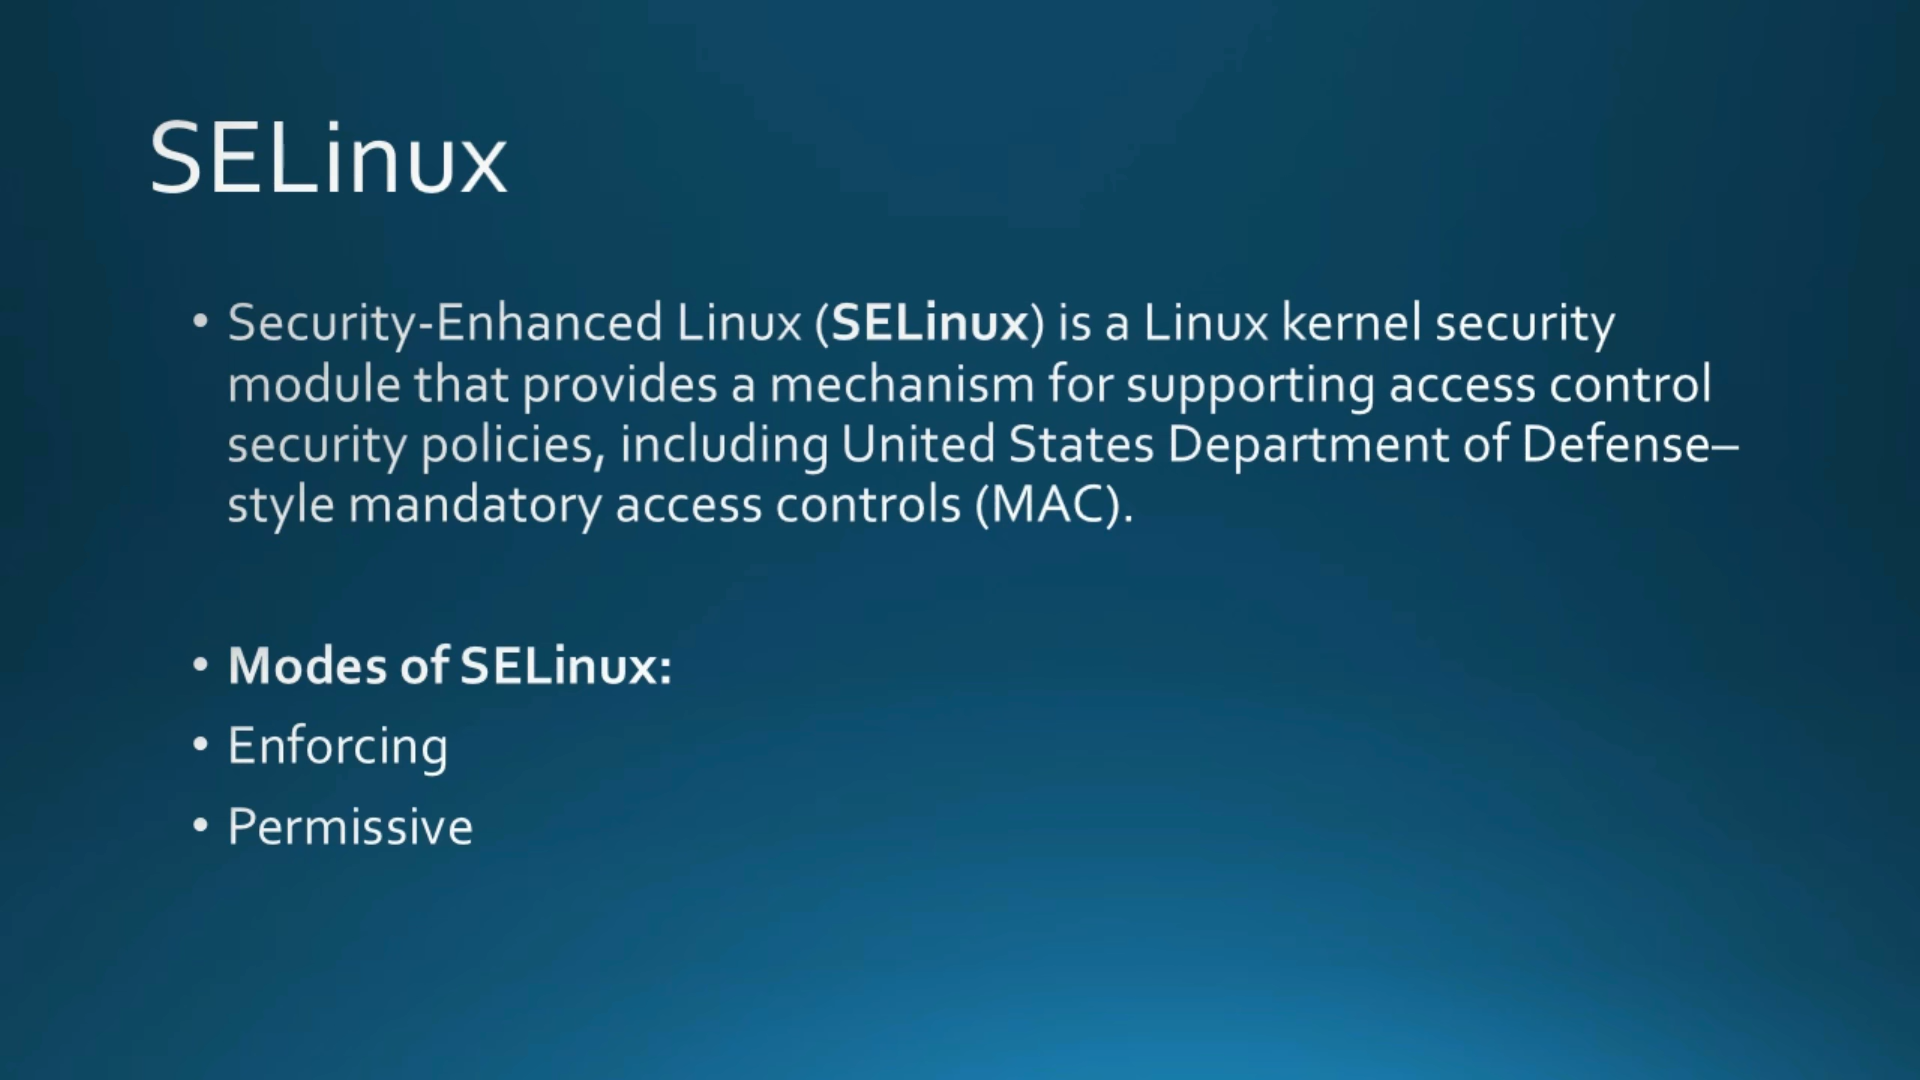 SELinux
• Security-Enhanced Linux (SELinux) is a Linux kernel security
module that provides a mechanism for supporting access control
security policies, including United States Department of Defense–
style mandatory access controls (MAC).
• Modes of SELinux:
• Enforcing
• Permissive